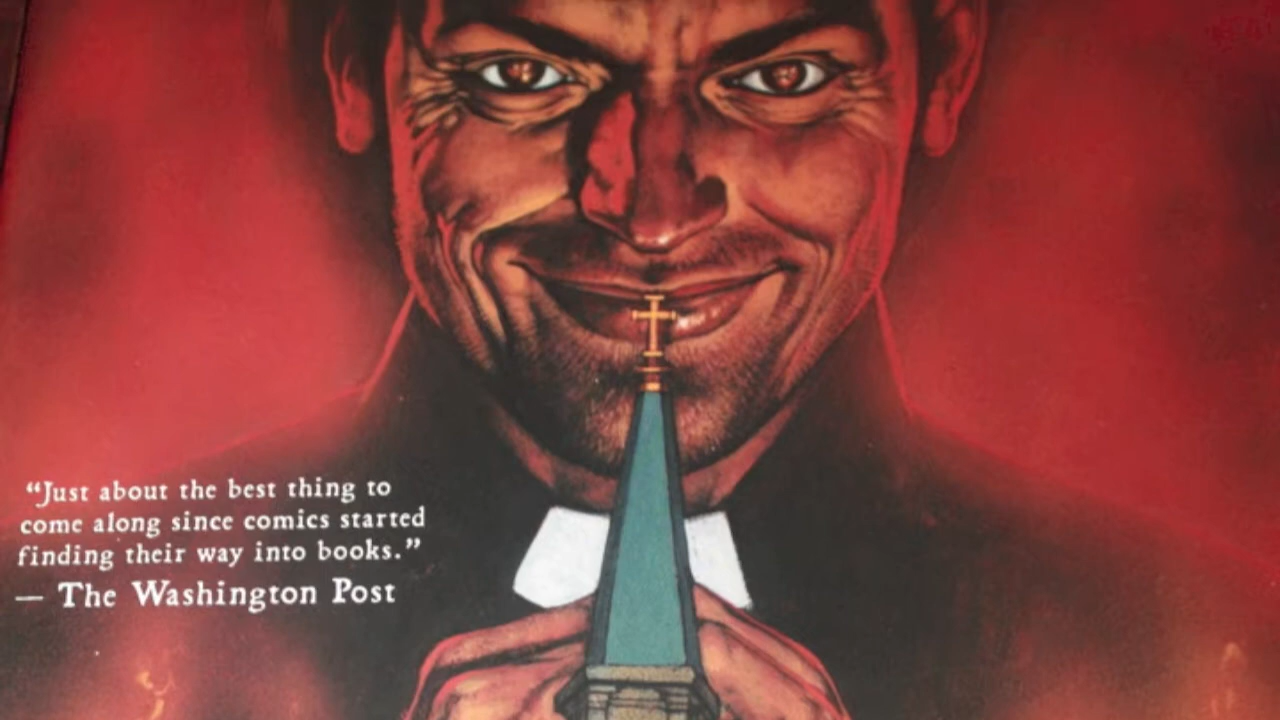 “Just about the best thing to
come along since comics started
finding their way into books.”
— The Washington Post